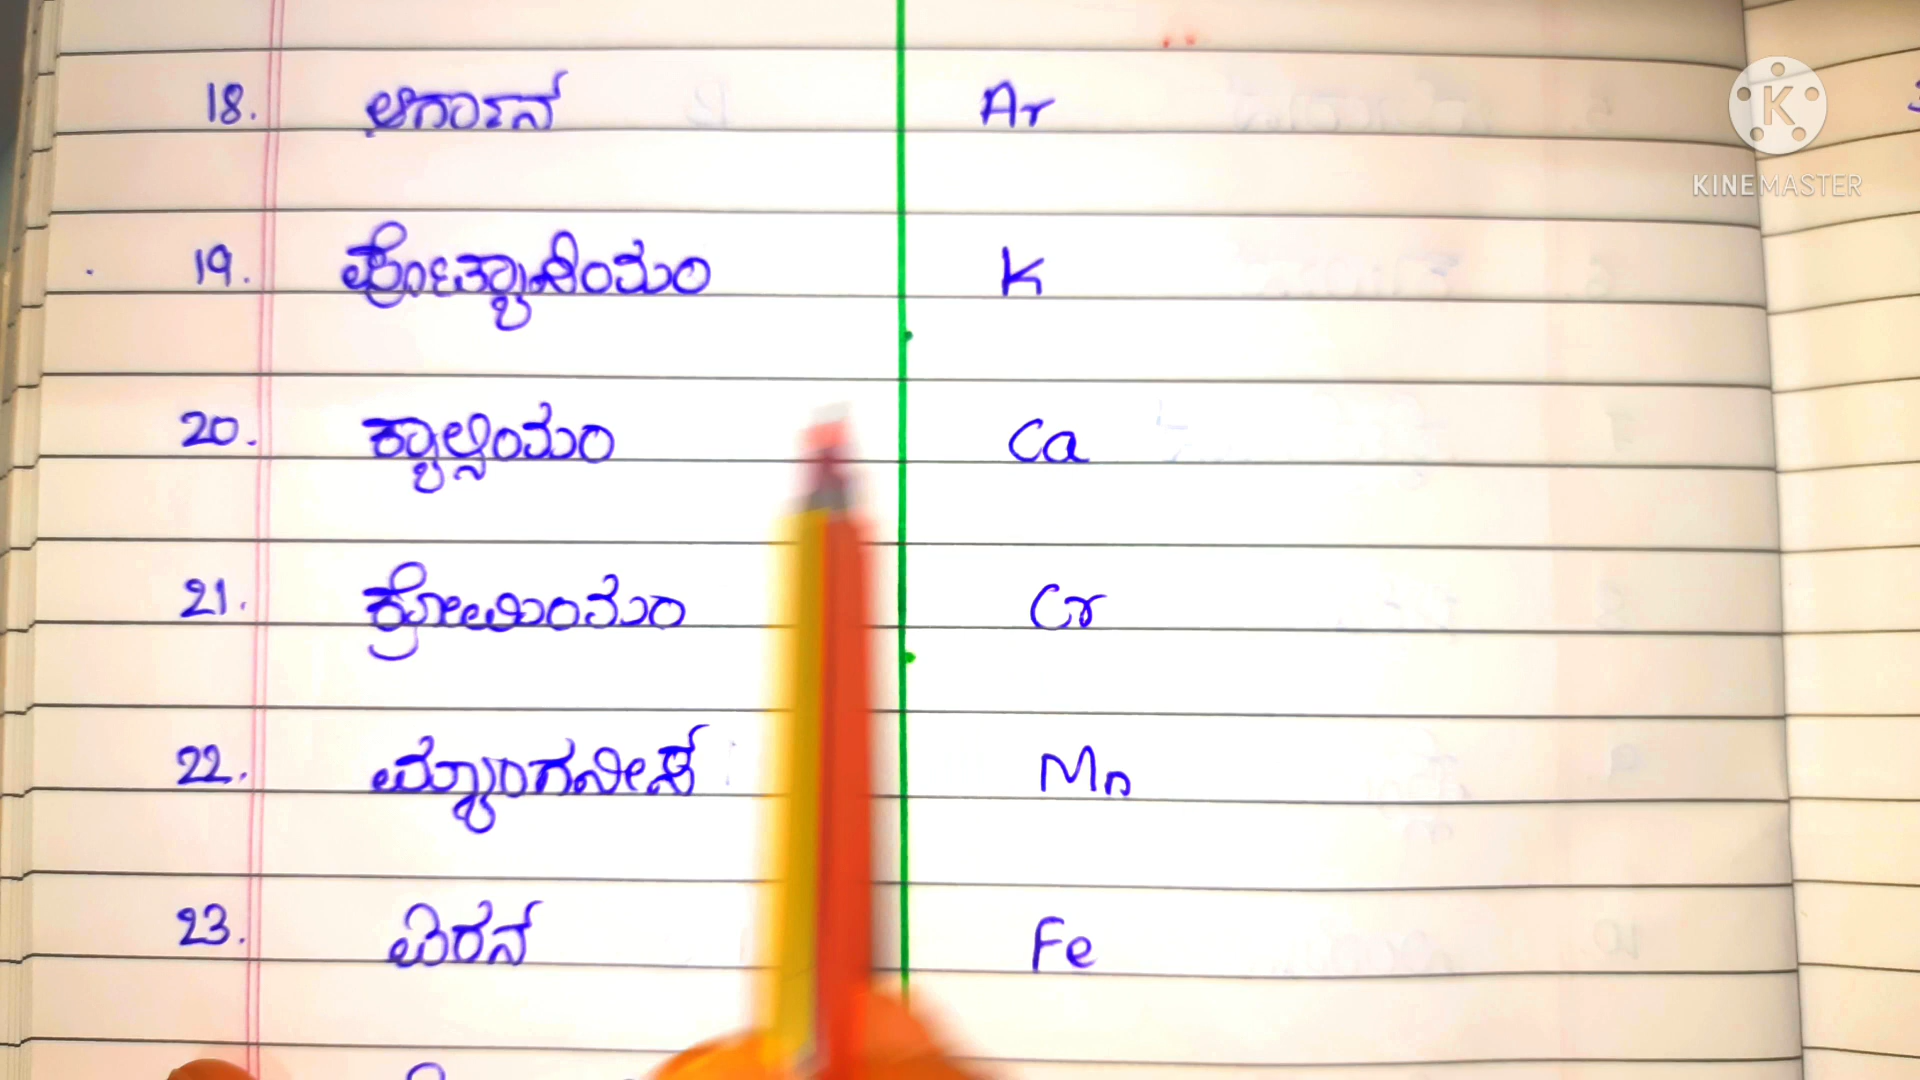 18. ಆರ್ಗಾನ್ Ar
19. ಪೊಟ್ಯಾಸಿಯಂ K
20. ಕ್ಯಾಲ್ಸಿಯಂ Ca
21. ಕ್ರೋಮಿಯಂ Cr
22. ಮ್ಯಾಂಗನೀಸ್ Mn
23. ಐರನ್ Fe
K
KINEMASTER